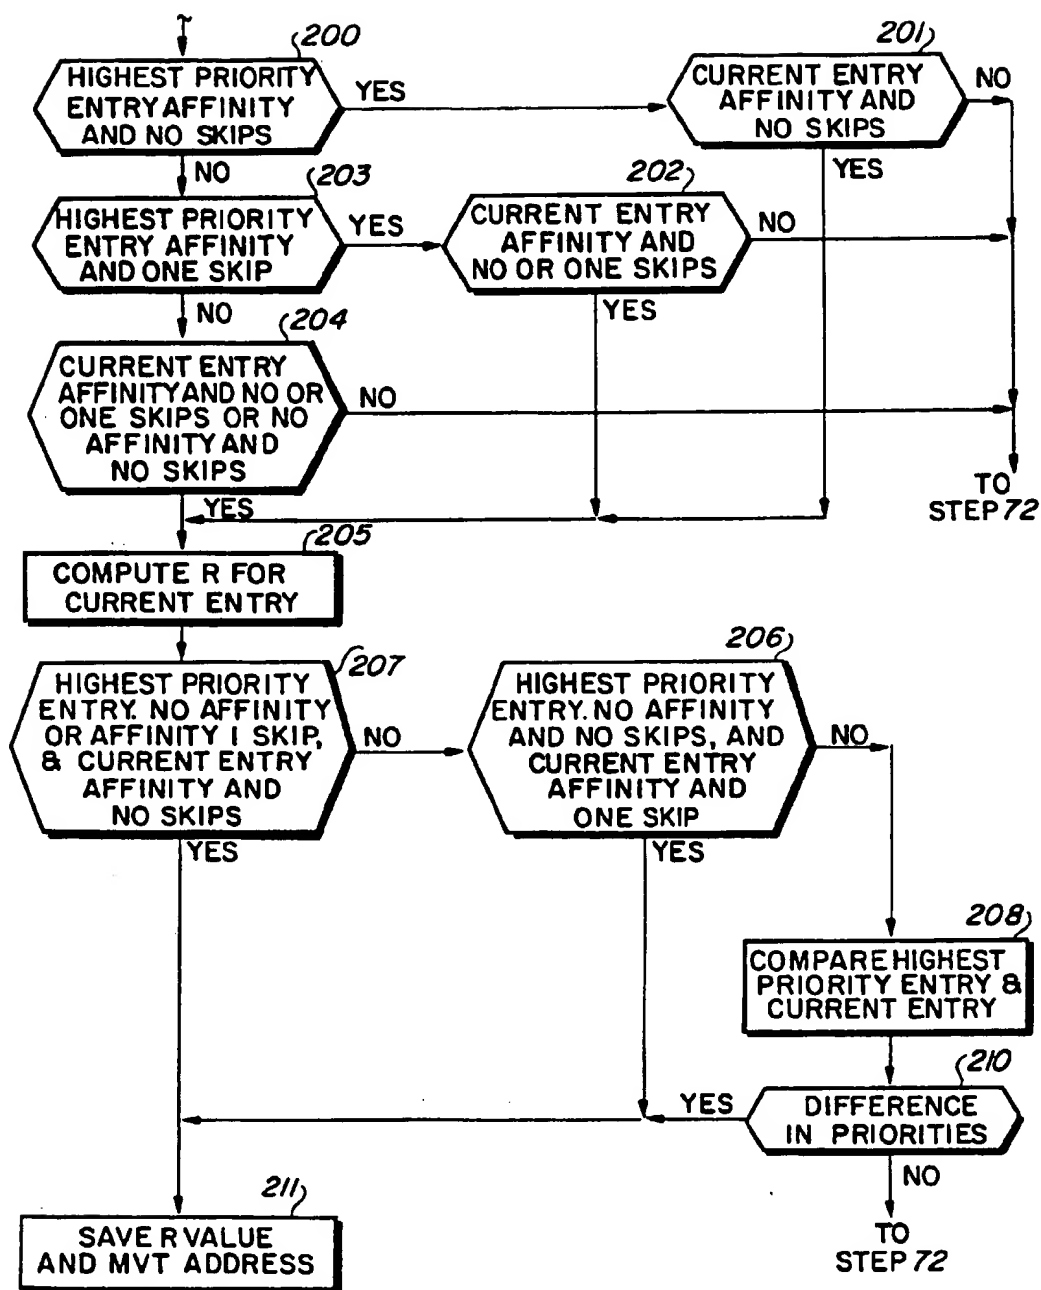 200
HIGHEST PRIORITY
ENTRY AFFINITY
AND NO SKIPS
YES
201
CURRENT ENTRY
AFFINITY AND
NO SKIPS
NO
YES
NO
203
HIGHEST PRIORITY
ENTRY AFFINITY
AND ONE SKIP
YES
202
CURRENT ENTRY
AFFINITY AND
NO OR ONE SKIPS
NO
YES
NO
204
CURRENT ENTRY
AFFINITY AND NO OR
ONE SKIPS OR NO
AFFINITY AND
NO SKIPS
NO
TO
STEP 72
YES
205
COMPUTE R FOR
CURRENT ENTRY
207
HIGHEST PRIORITY
ENTRY. NO AFFINITY
OR AFFINITY 1 SKIP,
& CURRENT ENTRY
AFFINITY AND
NO SKIPS
NO
YES
206
HIGHEST PRIORITY
ENTRY. NO AFFINITY
AND NO SKIPS, AND
CURRENT ENTRY
AFFINITY AND
ONE SKIP
NO
YES
208
COMPARE HIGHEST
PRIORITY ENTRY &
CURRENT ENTRY
210
DIFFERENCE
IN PRIORITIES
YES
NO
TO
STEP 72
211
SAVE R VALUE
AND MVT ADDRESS